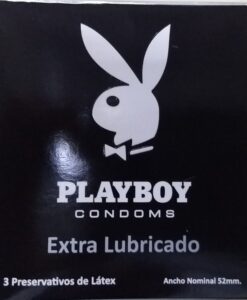 PLAYBOY
CONDOMS
Extra Lubricado
3 Preservativos de Látex
Ancho Nominal 52mm.